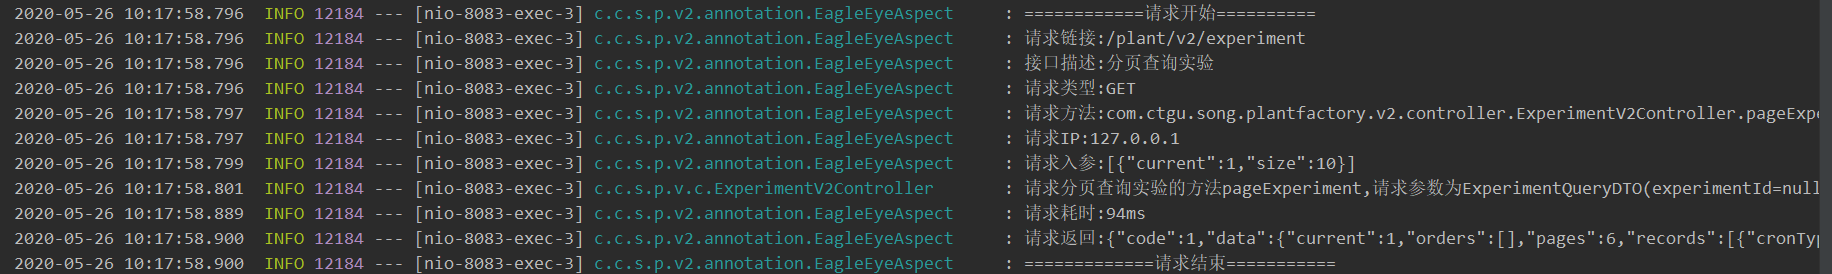 2020-05-26 10:17:58.796  INFO 12184 --- [nio-8083-exec-3] c.c.s.p.v2.annotation.EagleEyeAspect     : ============请求开始==========
2020-05-26 10:17:58.796  INFO 12184 --- [nio-8083-exec-3] c.c.s.p.v2.annotation.EagleEyeAspect     : 请求链接:/plant/v2/experiment
2020-05-26 10:17:58.796  INFO 12184 --- [nio-8083-exec-3] c.c.s.p.v2.annotation.EagleEyeAspect     : 接口描述:分页查询实验
2020-05-26 10:17:58.796  INFO 12184 --- [nio-8083-exec-3] c.c.s.p.v2.annotation.EagleEyeAspect     : 请求类型:GET
2020-05-26 10:17:58.797  INFO 12184 --- [nio-8083-exec-3] c.c.s.p.v2.annotation.EagleEyeAspect     : 请求方法:com.ctgu.song.plantfactory.v2.controller.ExperimentV2Controller.pageExpe
2020-05-26 10:17:58.797  INFO 12184 --- [nio-8083-exec-3] c.c.s.p.v2.annotation.EagleEyeAspect     : 请求IP:127.0.0.1
2020-05-26 10:17:58.799  INFO 12184 --- [nio-8083-exec-3] c.c.s.p.v2.annotation.EagleEyeAspect     : 请求入参:[{"current":1,"size":10}]
2020-05-26 10:17:58.801  INFO 12184 --- [nio-8083-exec-3] c.c.s.p.v.c.ExperimentV2Controller       : 请求分页查询实验的方法pageExperiment,请求参数为ExperimentQueryDTO(experimentId=null
2020-05-26 10:17:58.889  INFO 12184 --- [nio-8083-exec-3] c.c.s.p.v2.annotation.EagleEyeAspect     : 请求耗时:94ms
2020-05-26 10:17:58.900  INFO 12184 --- [nio-8083-exec-3] c.c.s.p.v2.annotation.EagleEyeAspect     : 请求返回:{"code":1,"data":{"current":1,"orders":[],"pages":6,"records":[{"cronTyp
2020-05-26 10:17:58.900  INFO 12184 --- [nio-8083-exec-3] c.c.s.p.v2.annotation.EagleEyeAspect     : =============请求结束===========